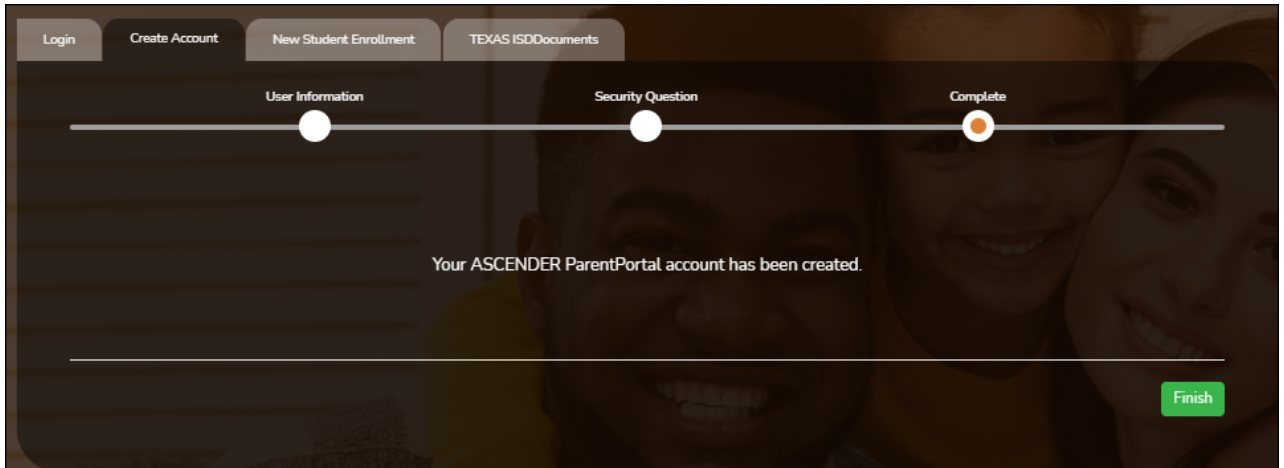 Login Create Account New Student Enrollment TEXAS ISDDocuments
User Information Security Question Complete
Your ASCENDER ParentPortal account has been created.
Finish